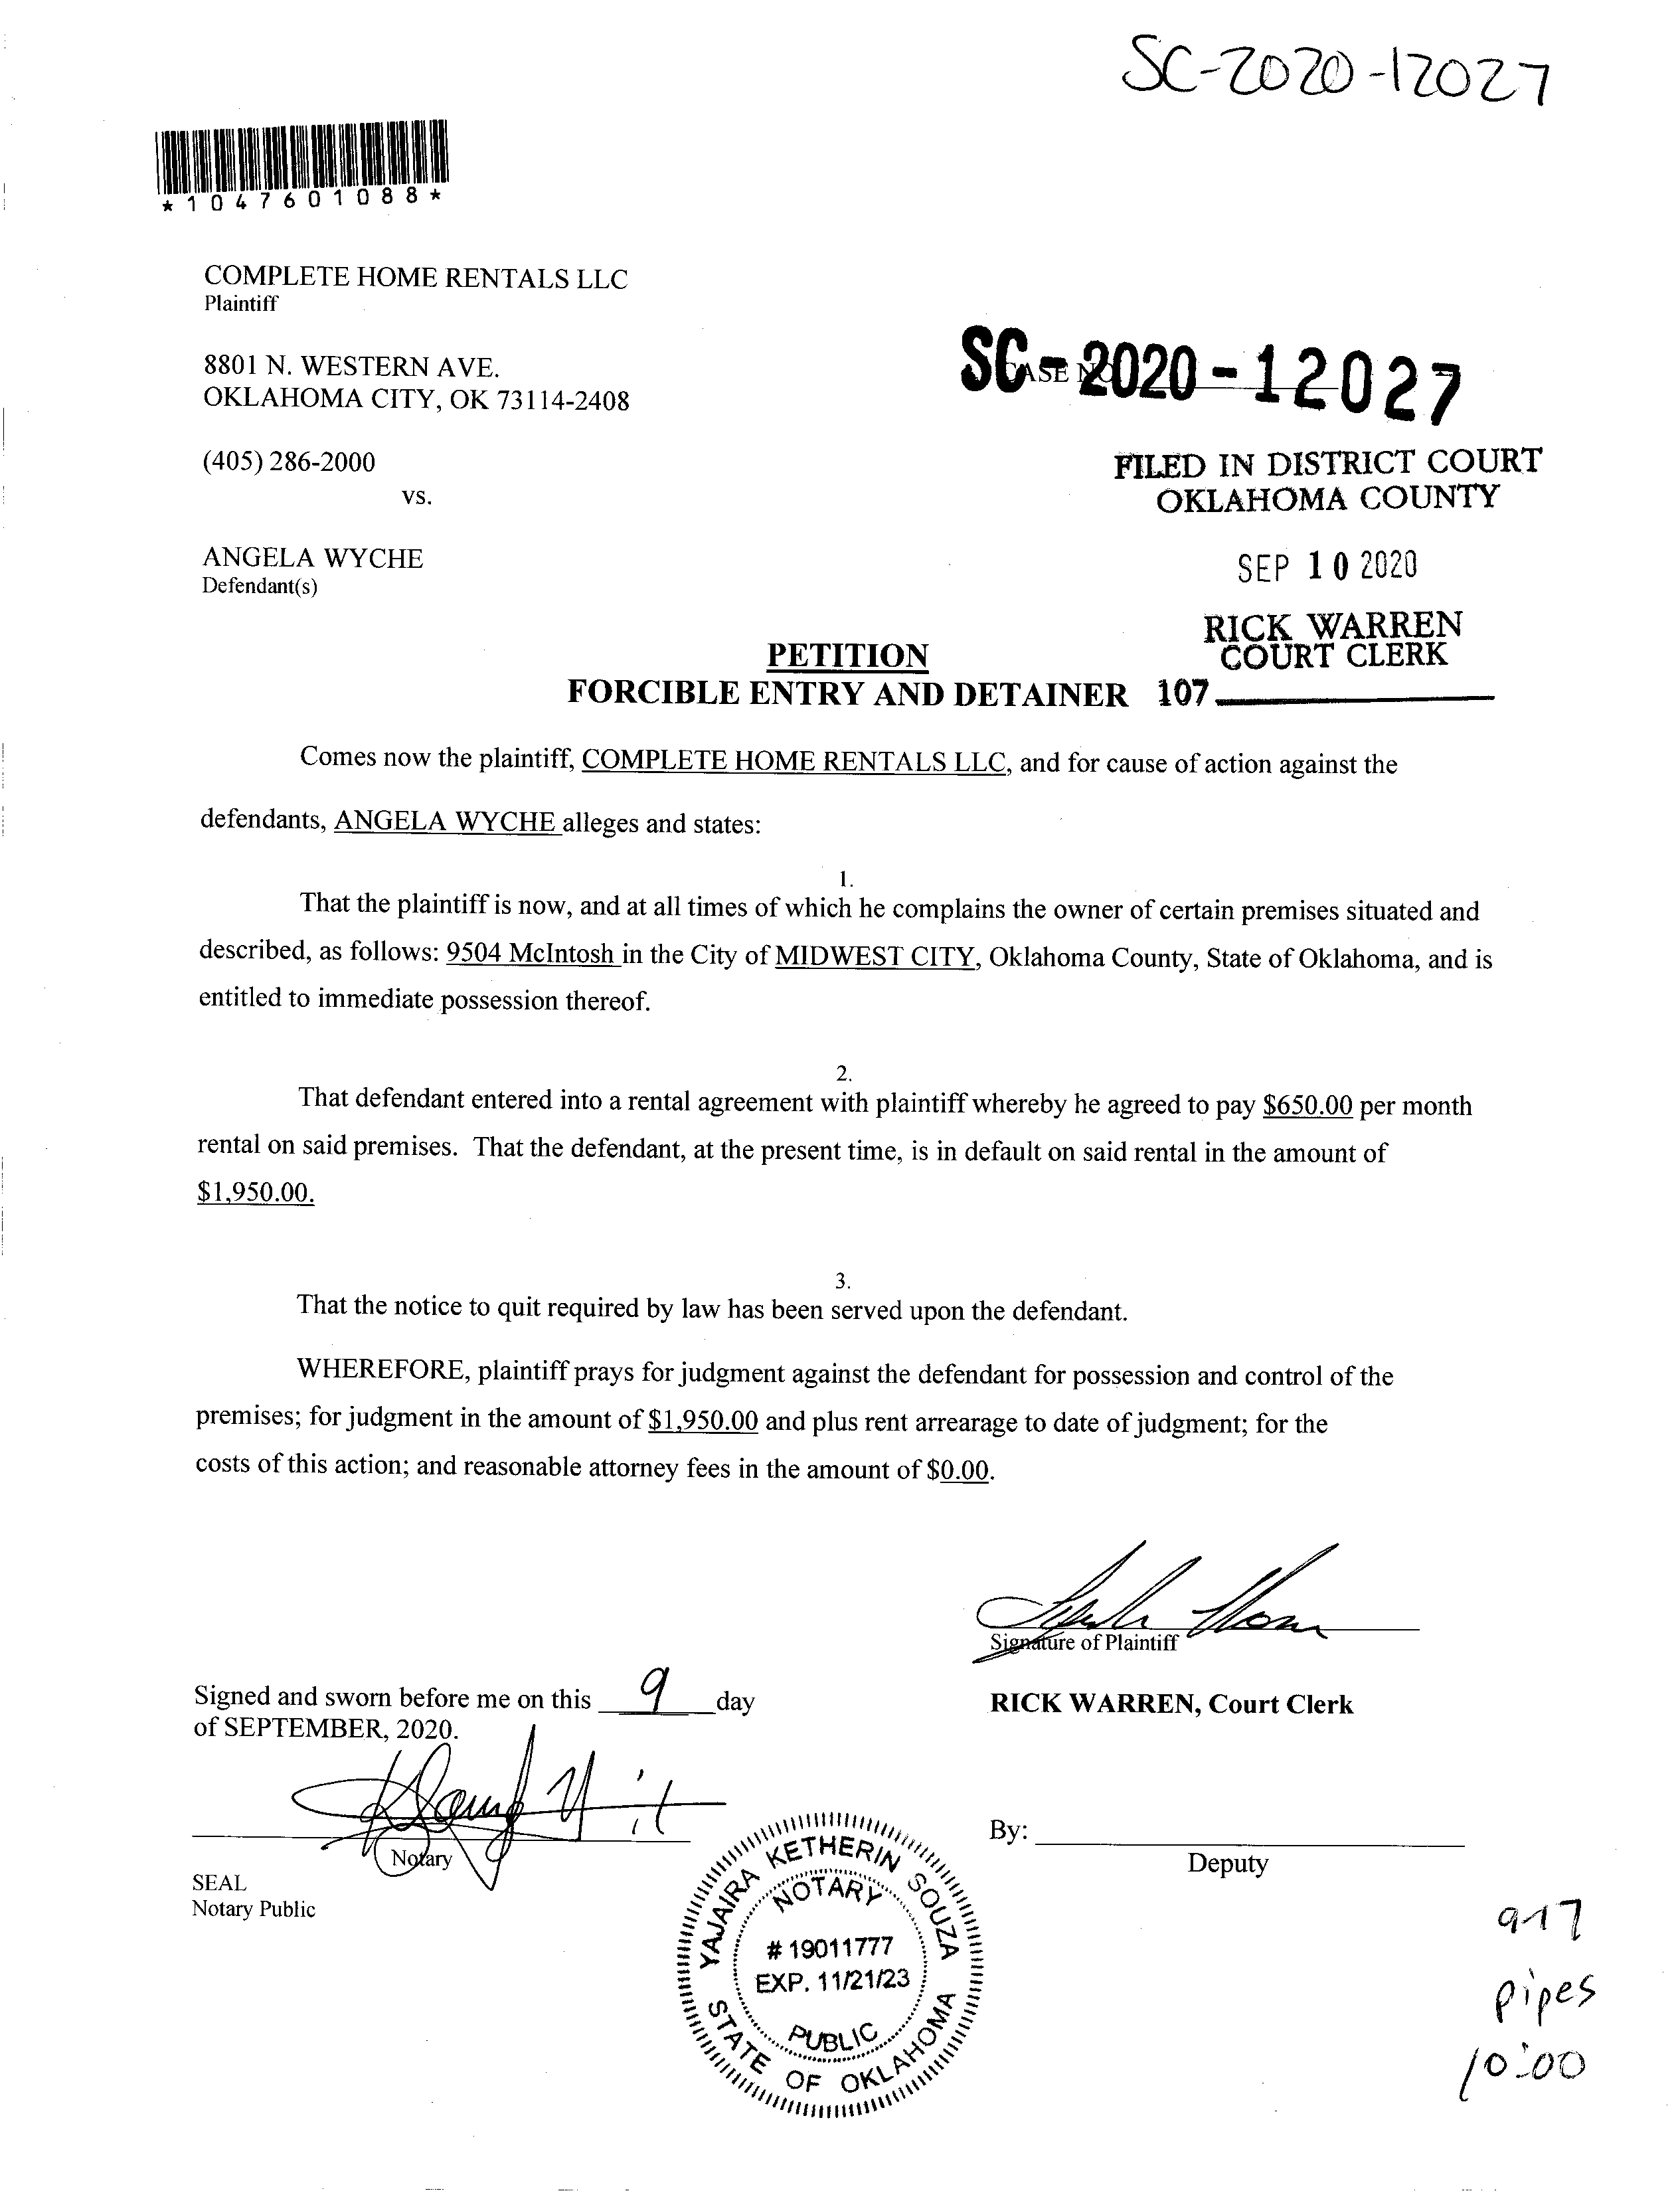 SC-2020-12027
*1047601088*
COMPLETE HOME RENTALS LLC
Plaintiff
8801 N. WESTERN AVE.
OKLAHOMA CITY, OK 73114-2408
SC-2020-12027
CASE NO.
(405) 286-2000
vs.
FILED IN DISTRICT COURT
OKLAHOMA COUNTY
ANGELA WYCHE
Defendant(s)
SEP 10 2020
RICK WARREN
COURT CLERK
PETITION
FORCIBLE ENTRY AND DETAINER 107
Comes now the plaintiff, COMPLETE HOME RENTALS LLC, and for cause of action against the
defendants, ANGELA WYCHE alleges and states:
1.
That the plaintiff is now, and at all times of which he complains the owner of certain premises situated and
described, as follows: 9504 McIntosh in the City of MIDWEST CITY, Oklahoma County, State of Oklahoma, and is
entitled to immediate possession thereof.
2.
That defendant entered into a rental agreement with plaintiff whereby he agreed to pay $650.00 per month
rental on said premises. That the defendant, at the present time, is in default on said rental in the amount of
$1,950.00.
3.
That the notice to quit required by law has been served upon the defendant.
WHEREFORE, plaintiff prays for judgment against the defendant for possession and control of the
premises; for judgment in the amount of $1,950.00 and plus rent arrearage to date of judgment; for the
costs of this action; and reasonable attorney fees in the amount of $0.00.
Signature of Plaintiff
Signed and sworn before me on this 9 day
of SEPTEMBER, 2020.
RICK WARREN, Court Clerk
Notary
SEAL
Notary Public
By:
Deputy
YAJAIRA KETHERIN SOUZA
NOTARY
# 19011777
EXP. 11/21/23
PUBLIC
STATE OF OKLAHOMA
9-17
pipes
10:00